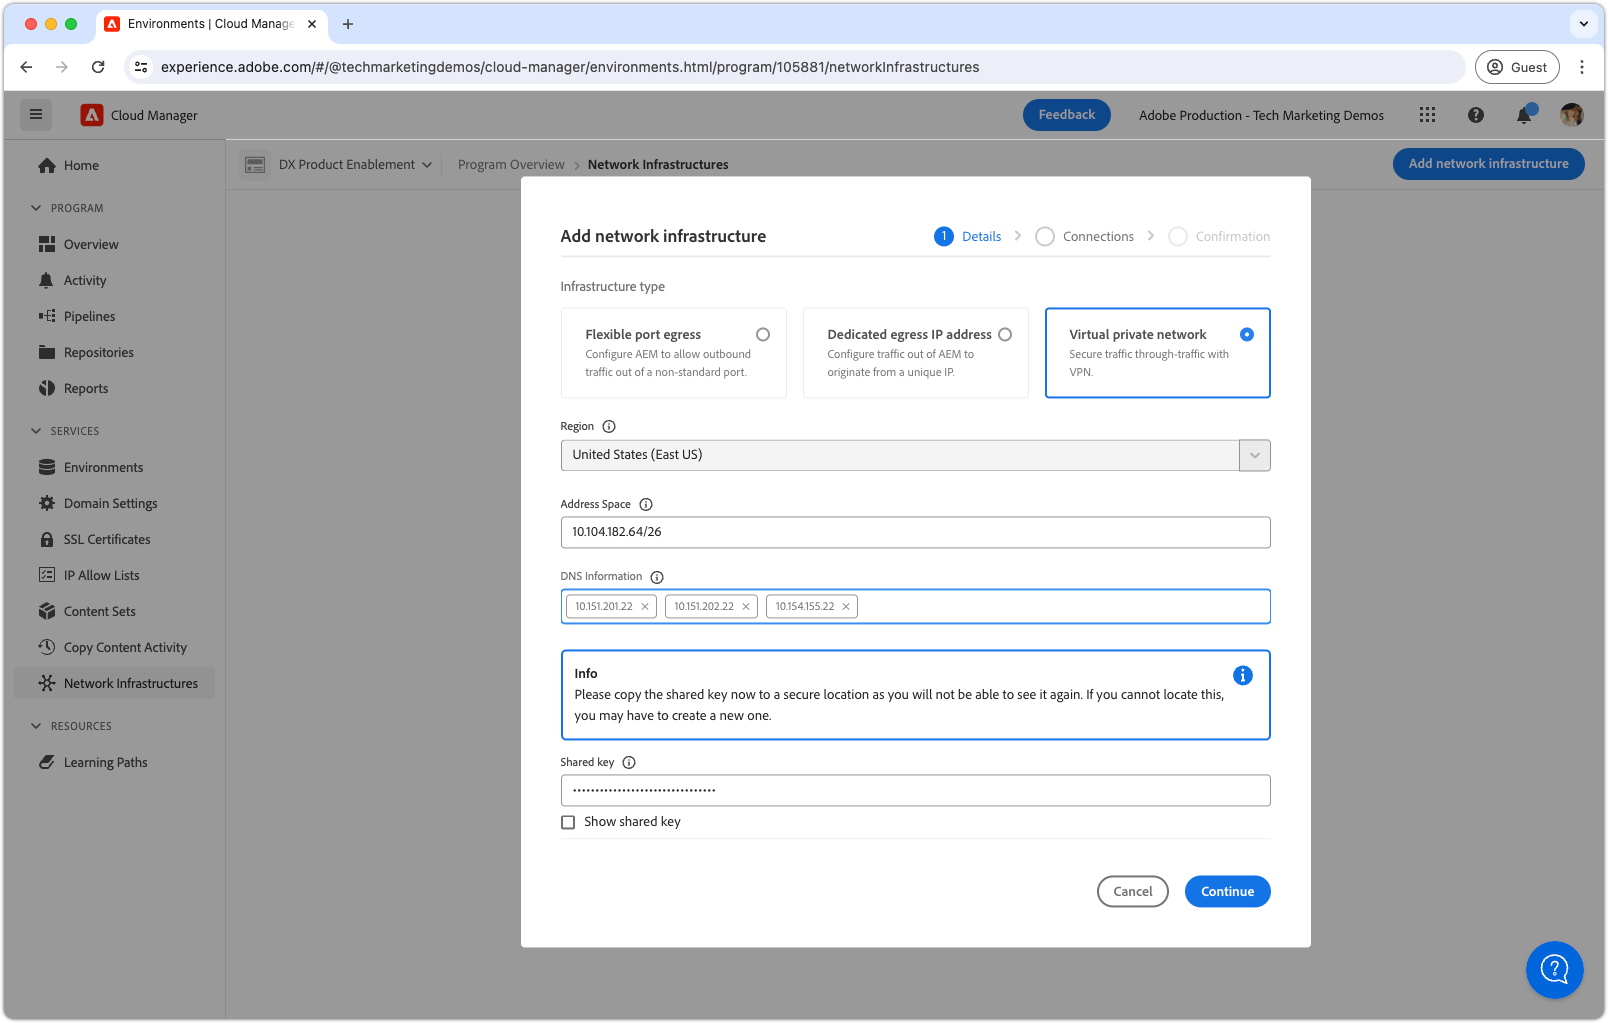 Environments | Cloud Manage
experience.adobe.com/#/@techmarketingdemos/cloud-manager/environments.html/program/105881/networkInfrastructures
Guest
Cloud Manager
Feedback
Adobe Production - Tech Marketing Demos
Home
PROGRAM
Overview
Activity
Pipelines
Repositories
Reports
SERVICES
Environments
Domain Settings
SSL Certificates
IP Allow Lists
Content Sets
Copy Content Activity
Network Infrastructures
RESOURCES
Learning Paths
DX Product Enablement
Program Overview > Network Infrastructures
Add network infrastructure
Add network infrastructure
1 Details > Connections > Confirmation
Infrastructure type
Flexible port egress
Configure AEM to allow outbound
traffic out of a non-standard port.
Dedicated egress IP address
Configure traffic out of AEM to
originate from a unique IP.
Virtual private network
Secure traffic through-traffic with
VPN.
Region
United States (East US)
Address Space
10.104.182.64/26
DNS Information
10.151.201.22 × 10.151.202.22 × 10.154.155.22 ×
Info
Please copy the shared key now to a secure location as you will not be able to see it again. If you cannot locate this,
you may have to create a new one.
Shared key
••••••••••••••••••••••••••••••••
Show shared key
Cancel
Continue